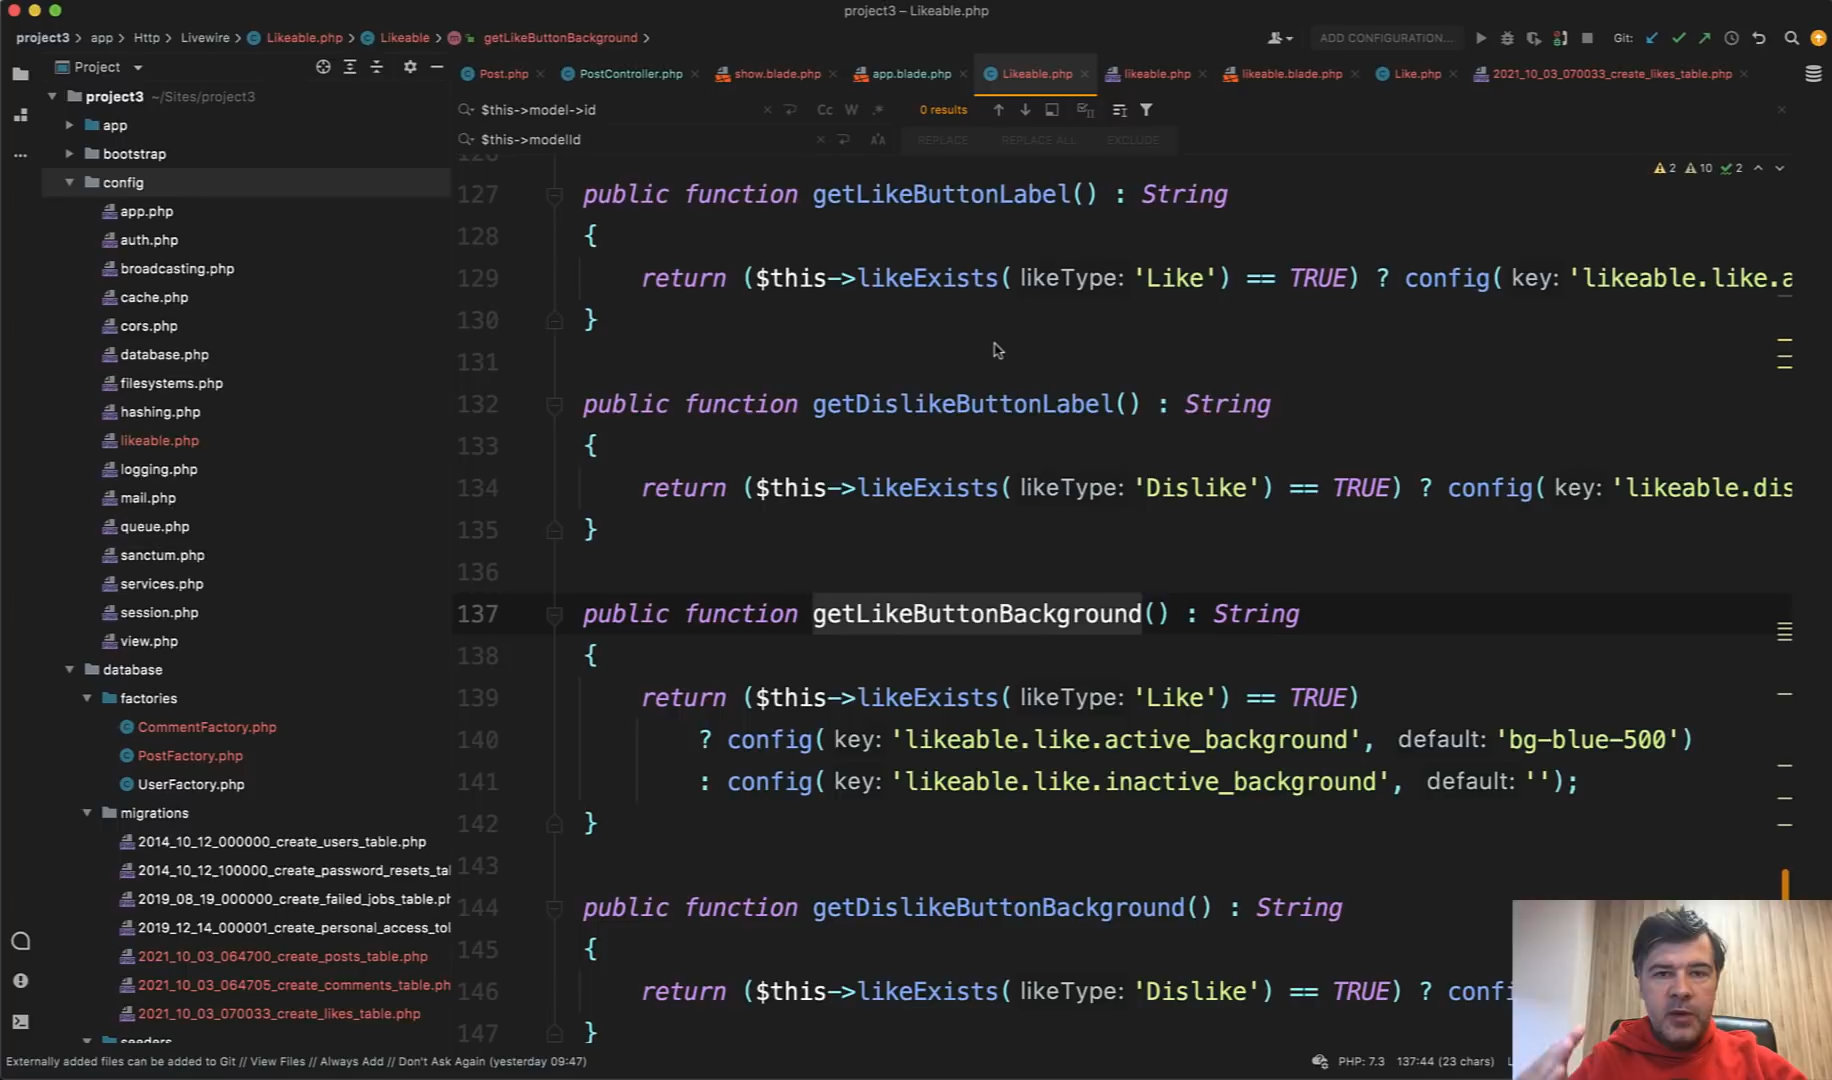 project3 – Likeable.php
project3 > app > Http > Livewire > Likeable.php > Likeable > getLikeButtonBackground >
ADD CONFIGURATION...
Git:
Project
Post.php
PostController.php
show.blade.php
app.blade.php
Likeable.php
likeable.php
likeable.blade.php
Like.php
2021_10_03_070033_create_likes_table.php
$this->model->id
Cc W .*
0 results
$this->modelId
REPLACE REPLACE ALL EXCLUDE
2 10 2
project3 ~/Sites/project3
app
bootstrap
config
app.php
auth.php
broadcasting.php
cache.php
cors.php
database.php
filesystems.php
hashing.php
likeable.php
logging.php
mail.php
queue.php
sanctum.php
services.php
session.php
view.php
database
factories
CommentFactory.php
PostFactory.php
UserFactory.php
migrations
2014_10_12_000000_create_users_table.php
2014_10_12_100000_create_password_resets_ta
2019_08_19_000000_create_failed_jobs_table.ph
2019_12_14_000001_create_personal_access_tol
2021_10_03_064700_create_posts_table.php
2021_10_03_064705_create_comments_table.ph
2021_10_03_070033_create_likes_table.php
seeders
126
127 public function getLikeButtonLabel() : String
128 {
129 return ($this->likeExists( likeType: 'Like') == TRUE) ? config( key: 'likeable.like.a
130 }
131
132 public function getDislikeButtonLabel() : String
133 {
134 return ($this->likeExists( likeType: 'Dislike') == TRUE) ? config( key: 'likeable.dis
135 }
136
137 public function getLikeButtonBackground() : String
138 {
139 return ($this->likeExists( likeType: 'Like') == TRUE)
140 ? config( key: 'likeable.like.active_background', default: 'bg-blue-500')
141 : config( key: 'likeable.like.inactive_background', default: '');
142 }
143
144 public function getDislikeButtonBackground() : String
145 {
146 return ($this->likeExists( likeType: 'Dislike') == TRUE) ? confi
147 }
Externally added files can be added to Git // View Files // Always Add // Don't Ask Again (yesterday 09:47)
PHP: 7.3 137:44 (23 chars)